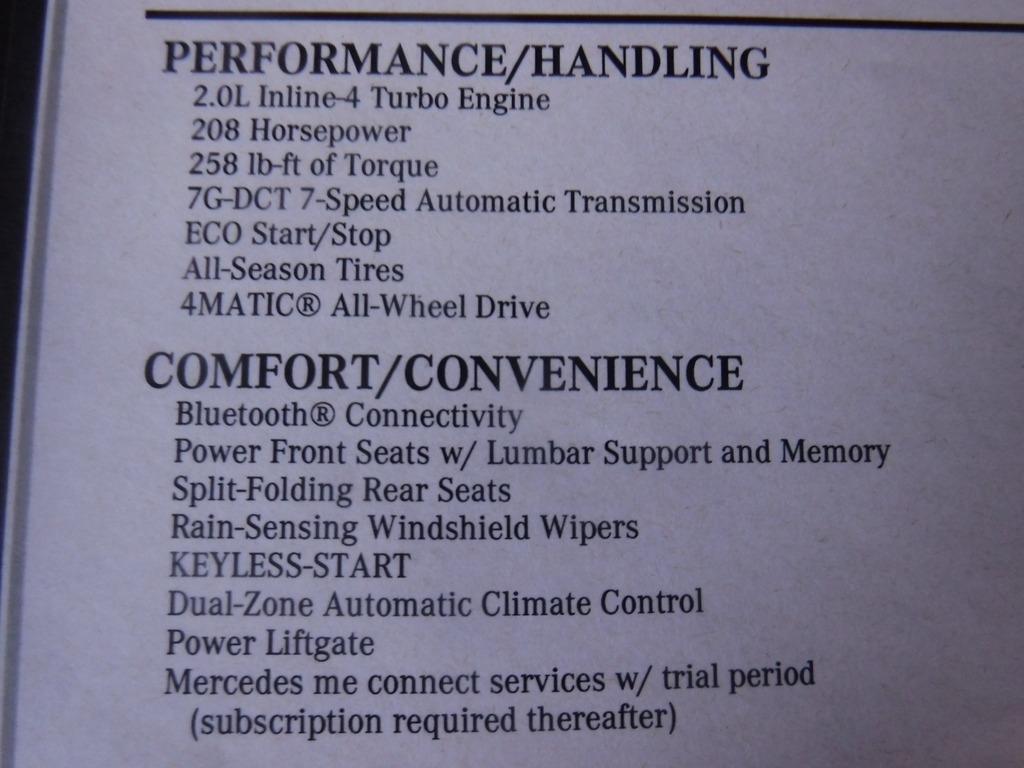 PERFORMANCE/HANDLING
2.0L Inline-4 Turbo Engine
208 Horsepower
258 lb-ft of Torque
7G-DCT 7-Speed Automatic Transmission
ECO Start/Stop
All-Season Tires
4MATIC® All-Wheel Drive
COMFORT/CONVENIENCE
Bluetooth® Connectivity
Power Front Seats w/ Lumbar Support and Memory
Split-Folding Rear Seats
Rain-Sensing Windshield Wipers
KEYLESS-START
Dual-Zone Automatic Climate Control
Power Liftgate
Mercedes me connect services w/ trial period
(subscription required thereafter)